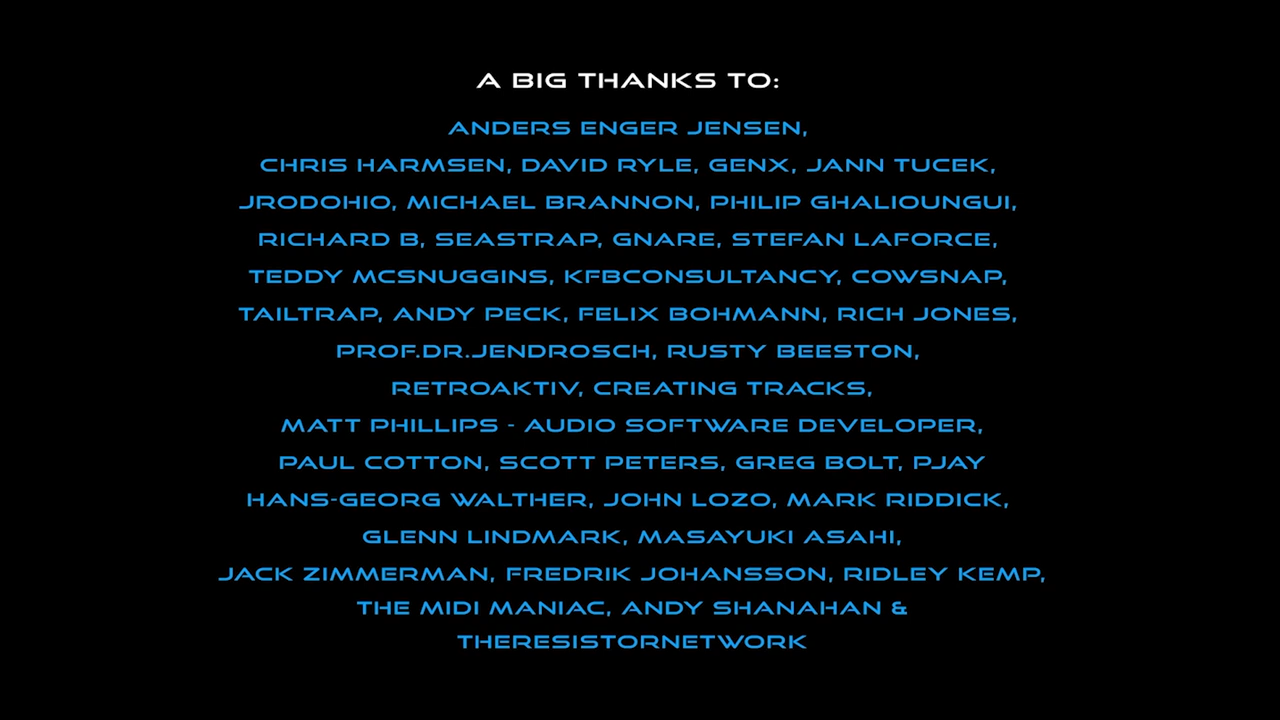 A BIG THANKS TO:
ANDERS ENGER JENSEN,
CHRIS HARMSEN, DAVID RYLE, GENX, JANN TUCEK,
JRODOHIO, MICHAEL BRANNON, PHILIP GHALIOUNGUI,
RICHARD B, SEASTRAP, GNARE, STEFAN LAFORCE,
TEDDY MCSNUGGINS, KFBCONSULTANCY, COWSNAP,
TAILTRAP, ANDY PECK, FELIX BOHMANN, RICH JONES,
PROF.DR.JENDROSCH, RUSTY BEESTON,
RETROAKTIV, CREATING TRACKS,
MATT PHILLIPS - AUDIO SOFTWARE DEVELOPER,
PAUL COTTON, SCOTT PETERS, GREG BOLT, PJAY
HANS-GEORG WALTHER, JOHN LOZO, MARK RIDDICK,
GLENN LINDMARK, MASAYUKI ASAHI,
JACK ZIMMERMAN, FREDRIK JOHANSSON, RIDLEY KEMP,
THE MIDI MANIAC, ANDY SHANAHAN &
THERESISTORNETWORK